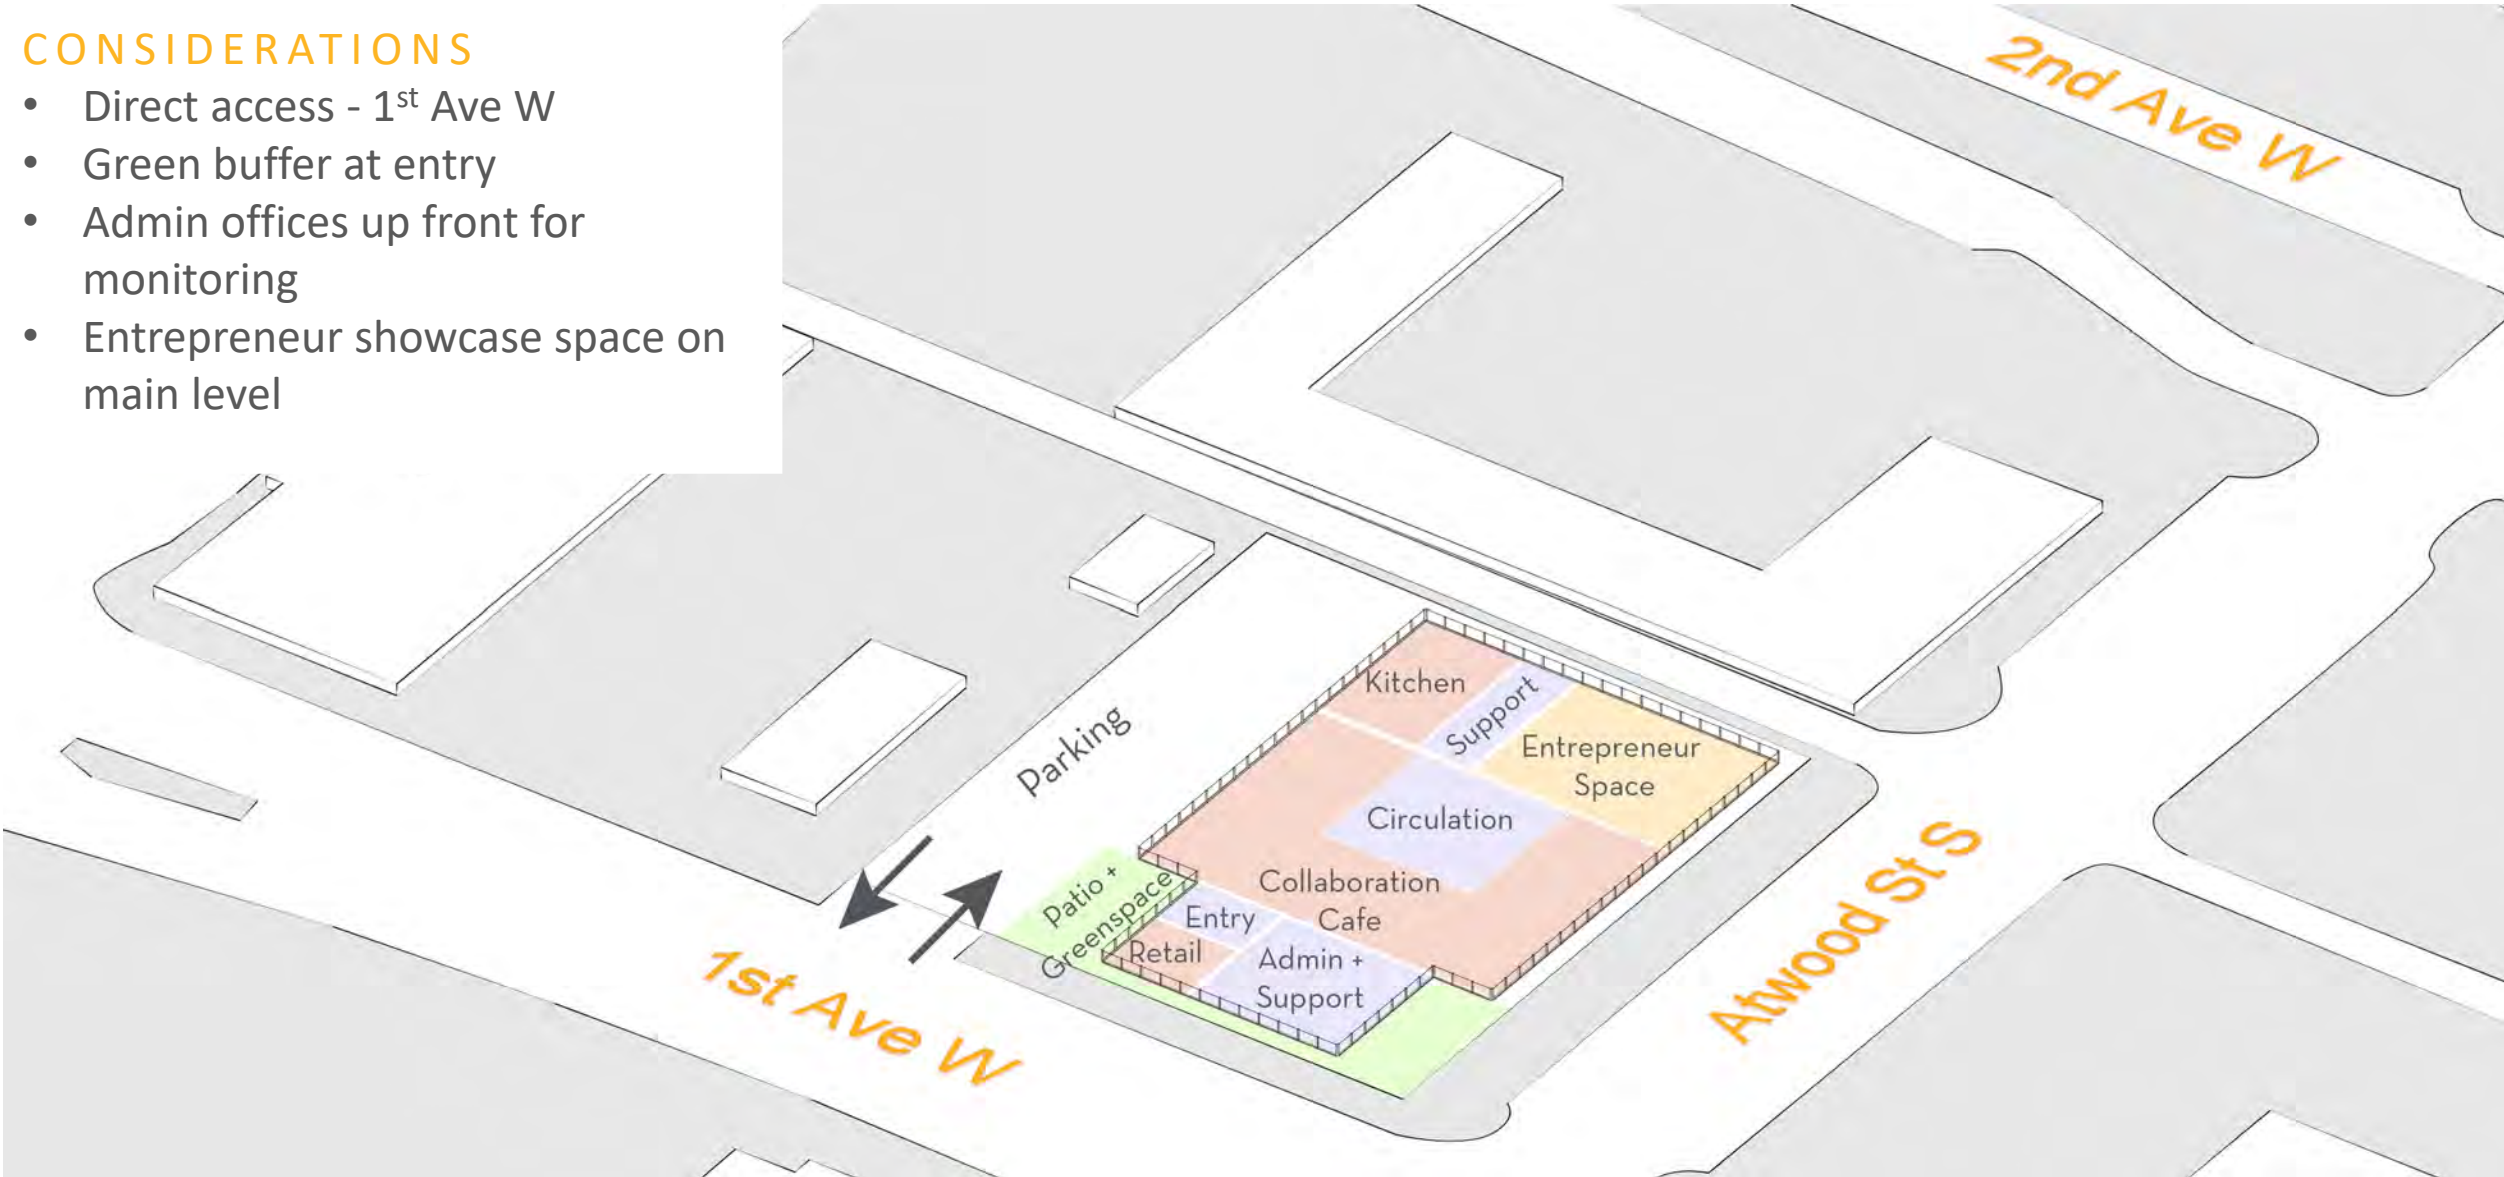 CONSIDERATIONS
• Direct access - 1st Ave W
• Green buffer at entry
• Admin offices up front for
monitoring
• Entrepreneur showcase space on
main level
2nd Ave W
Kitchen
Support
Entrepreneur
Space
Parking
Circulation
Collaboration
Cafe
Patio +
Greenspace
Entry
Retail
Admin +
Support
1st Ave W
Atwood St S